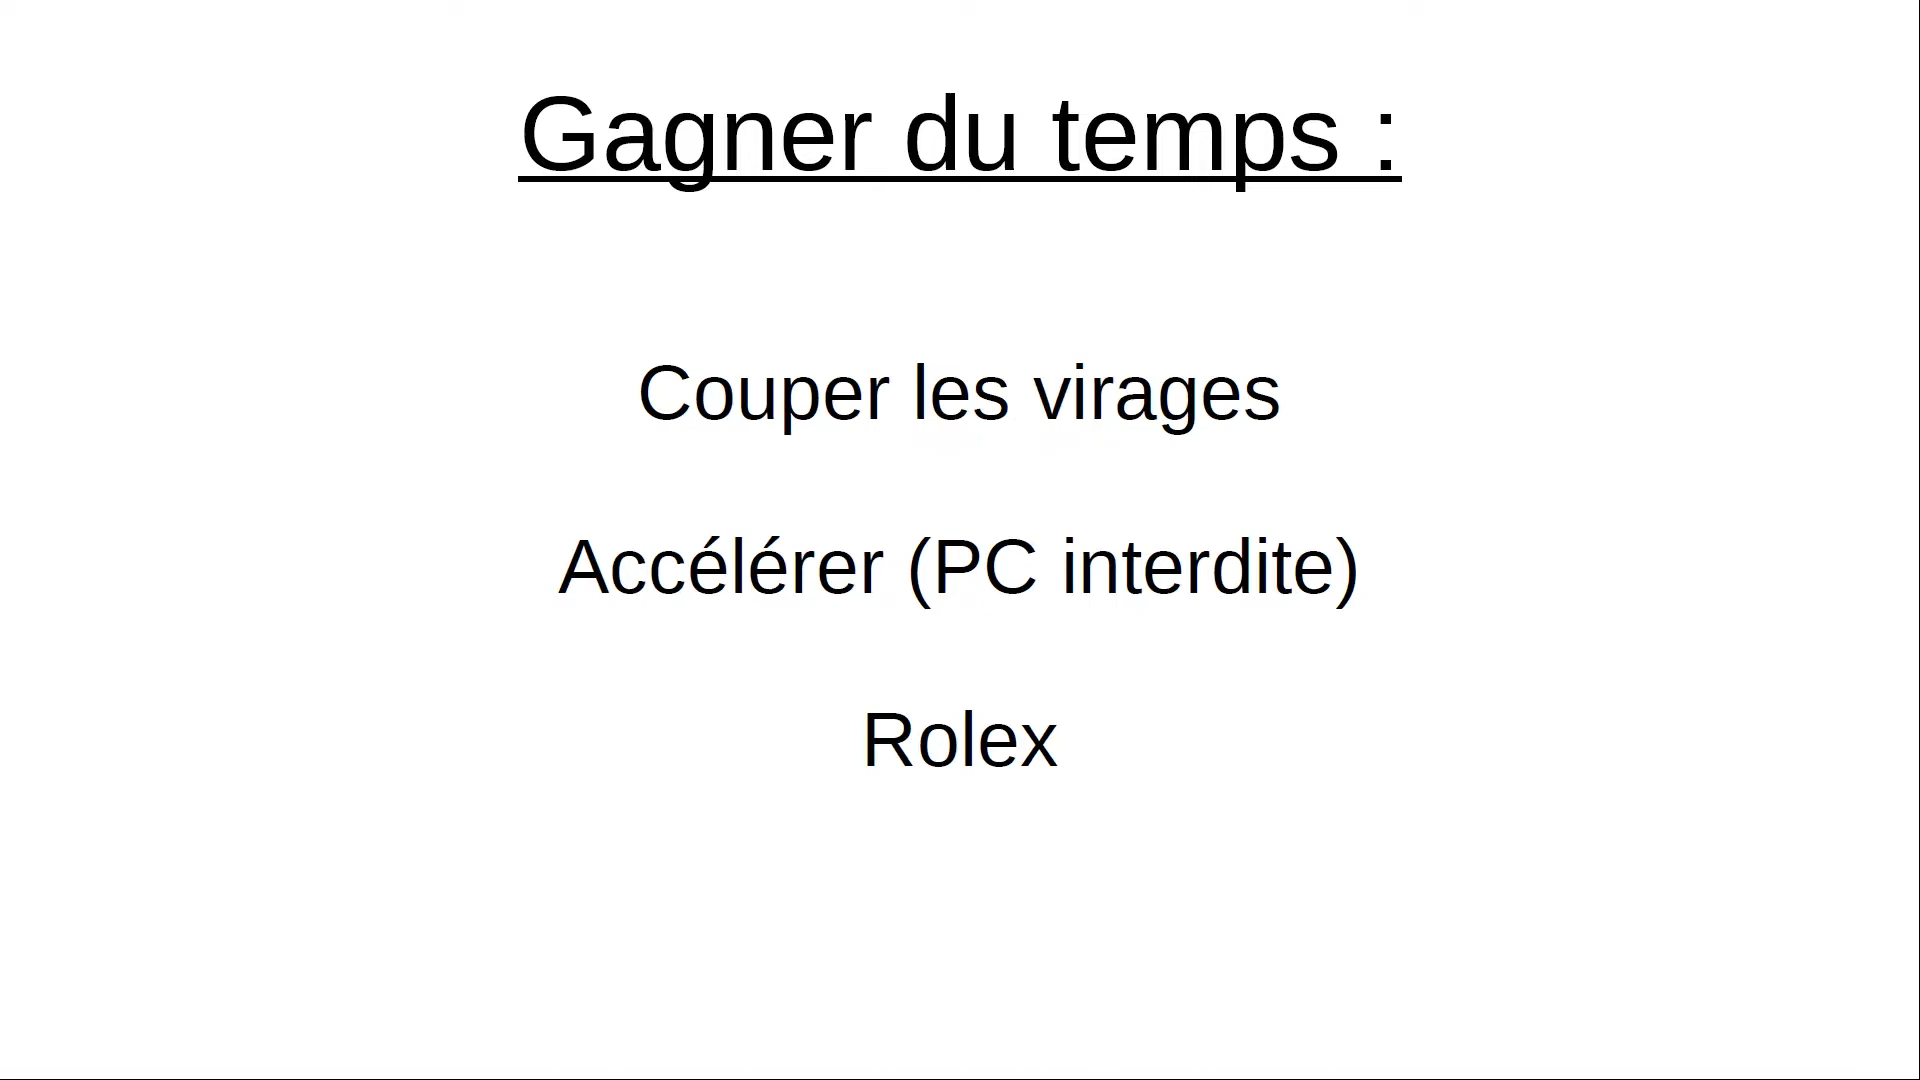 Gagner du temps :
Couper les virages
Accélérer (PC interdite)
Rolex